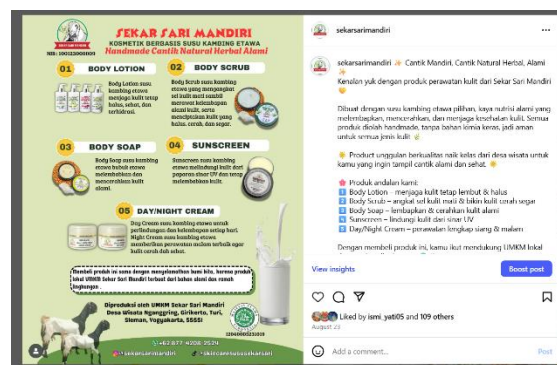 SEKAR SARI MANDIRI
KOSMETIK BERBASIS SUSU KAMBING ETAWA
Handmade Cantik Natural Herbal Alami
01 BODY LOTION
Body Lotion susu
kambing etawa
menjaga kulit tetap
halus, sehat, dan
terhidrasi.
02 BODY SCRUB
Body Scrub susu kambing
etawa yang mengangkat
sel kulit mati sambil
merawat kelembapan
alami kulit, serta
menciptakan kulit yang
halus, cerah, dan segar.
03 BODY SOAP
Body Soap susu kambing
etawa
melembabkan dan
mencerahkan kulit
alami.
04 SUNSCREEN
Sunscreen susu kambing
etawa melindungi kulit dari
paparan sinar UV dan tetap
melembabkan kulit.
05 DAY/NIGHT CREAM
Day Cream susu kambing etawa untuk
perlindungan dan kelembapan setiap hari.
Night Cream susu kambing etawa
memberikan perawatan malam terbaik agar
kulit cerah dah sehat.
Membeli produk ini sama dengan menyelamatkan bumi kita, karena produk
lokal UMKM Sekar Sari Mandiri terbuat dari bahan alami dan ramah
lingkungan.
Diproduksi oleh UMKM Sekar Sari Mandiri
Desa Wisata Nganggring, Girikerto, Turi,
Sleman, Yogyakarta, 55551
+62 877-4208-2524
sekarsarimandiri
sekarsarimandiri
sekarsarimandiri ✨ Cantik Mandiri, Cantik Natural Herbal, Alami
✨
Kenalan yuk dengan produk perawatan kulit dari Sekar Sari Mandiri
Dibuat dengan susu kambing etawa pilihan, kaya nutrisi alami yang
melembapkan, mencerahkan, dan menjaga kesehatan kulit. Semua
produk diolah handmade, tanpa bahan kimia keras, jadi aman
untuk semua jenis kulit
Product unggulan berkualitas naik kelas dari desa wisata untuk
kamu yang ingin tampil cantik alami dan sehat.
Produk andalan kami:
1 Body Lotion – menjaga kulit tetap lembut & halus
2 Body Scrub – angkat sel kulit mati & bikin kulit cerah segar
3 Body Soap – lembapkan & cerahkan kulit alami
4 Sunscreen – lindungi kulit dari sinar UV
5 Day/Night Cream – perawatan lengkap siang & malam
Dengan membeli produk ini, kamu ikut mendukung UMKM lokal
View insights
Boost post
Liked by ismi_yati05 and 109 others
August 23
Add a comment...
Post